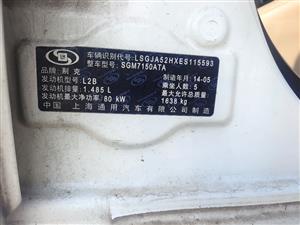 车辆识别代号:LSGJA52HXES115593
整车型号:SGM7150ATA
品牌:别克 制造年月:14-05
发动机型号:L2B 乘坐人数:5
发动机排量:1.485 L 最大允许总质量:
发动机最大净功率:80 kW 1638 kg
中国 上海通用汽车有限公司制造